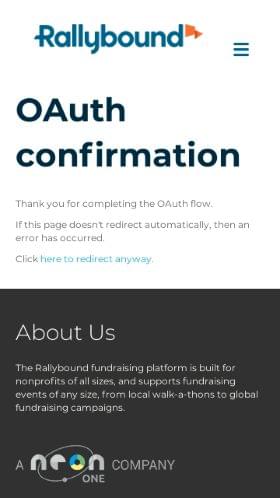 Rallybound
OAuth
confirmation
Thank you for completing the OAuth flow.
If this page doesn't redirect automatically, then an
error has occurred.
Click here to redirect anyway.
About Us
The Rallybound fundraising platform is built for
nonprofits of all sizes, and supports fundraising
events of any size, from local walk-a-thons to global
fundraising campaigns.
A neon ONE COMPANY